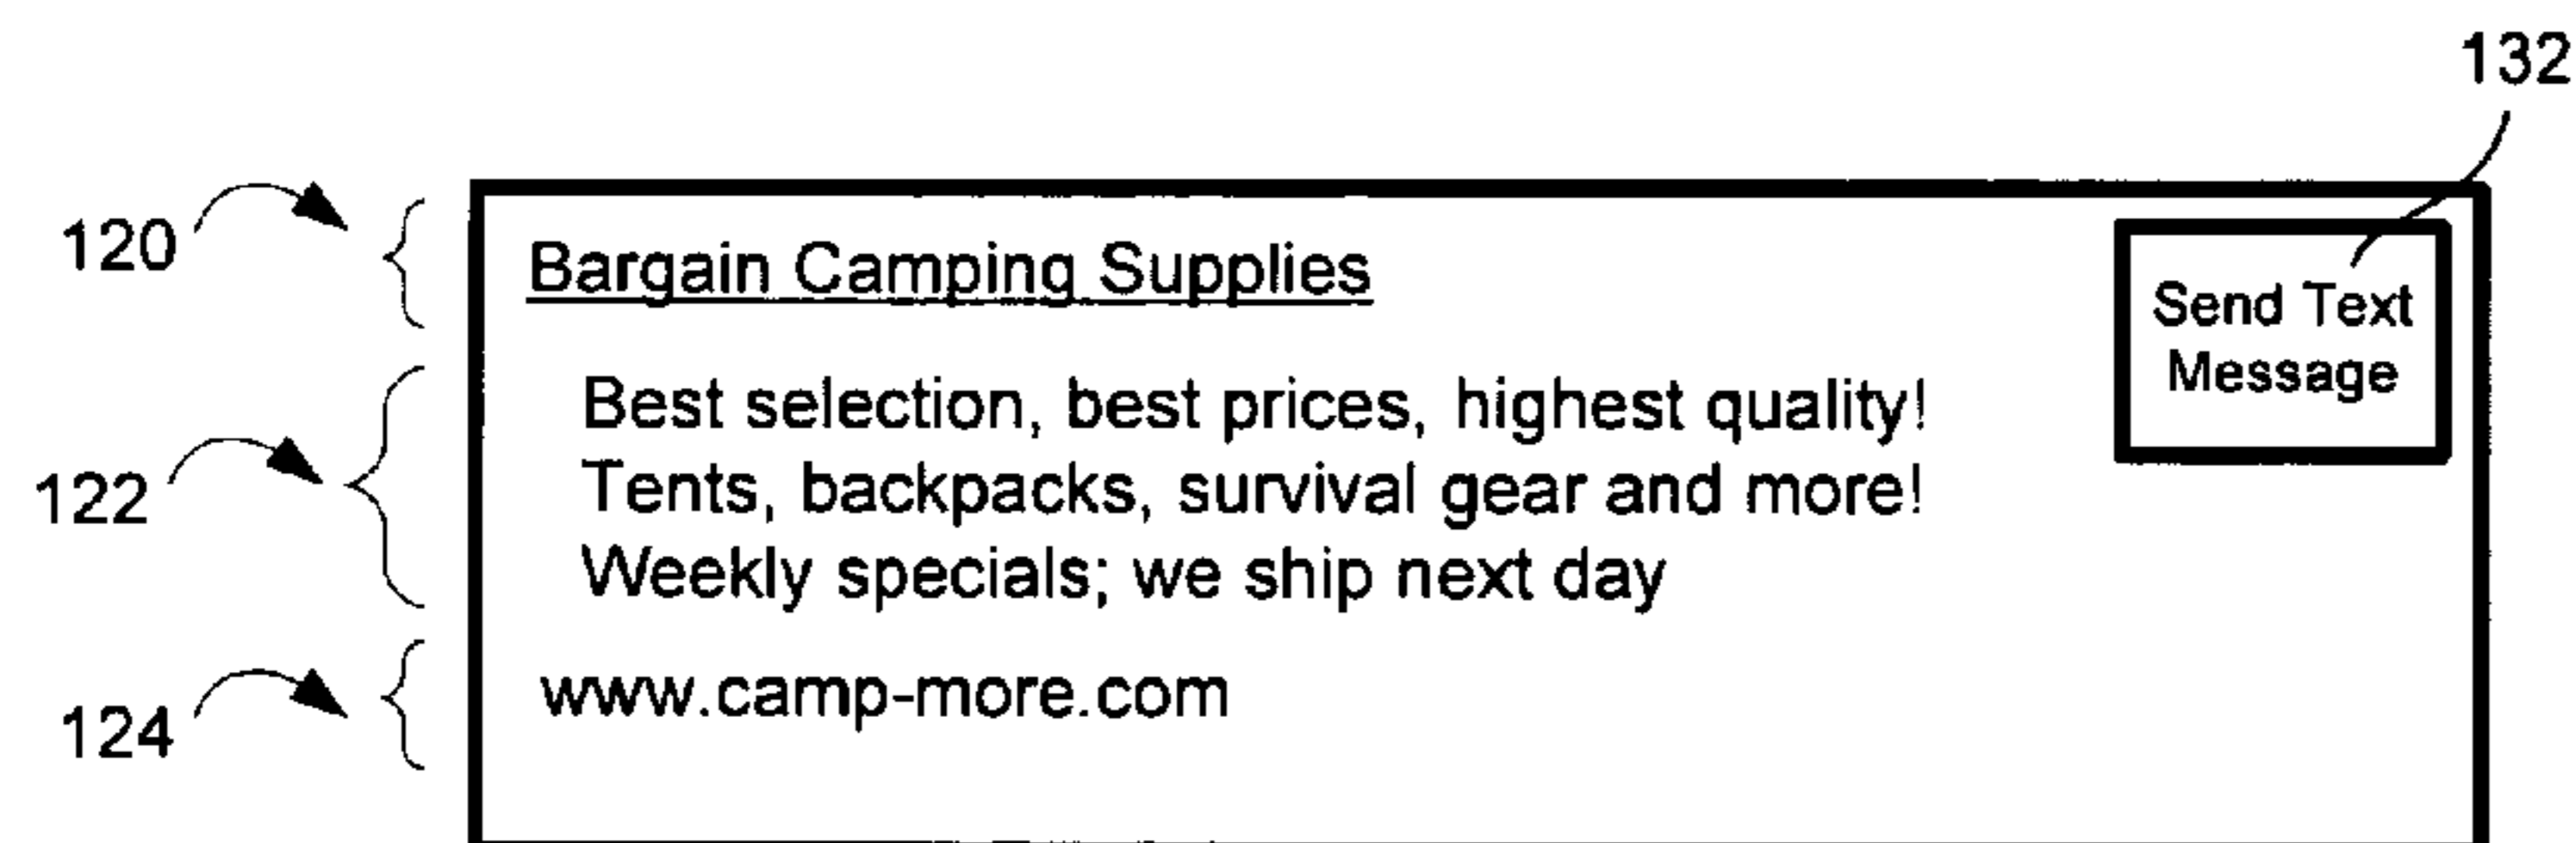 132
120
Bargain Camping Supplies
Send Text
Message
122
Best selection, best prices, highest quality!
Tents, backpacks, survival gear and more!
Weekly specials; we ship next day
124
www.camp-more.com